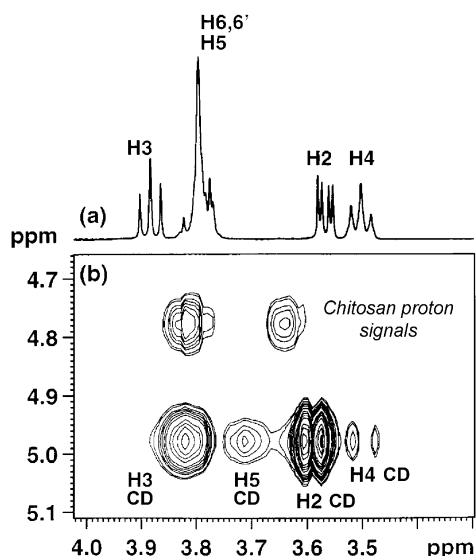 H6,6'
H5
H3
H2 H4
(a)
ppm
(b)
4.7
Chitosan proton
signals
4.8
4.9
5.0
H3
CD
H5
CD
H2 CD
H4 CD
5.1
4.0 3.9 3.8 3.7 3.6 3.5 ppm